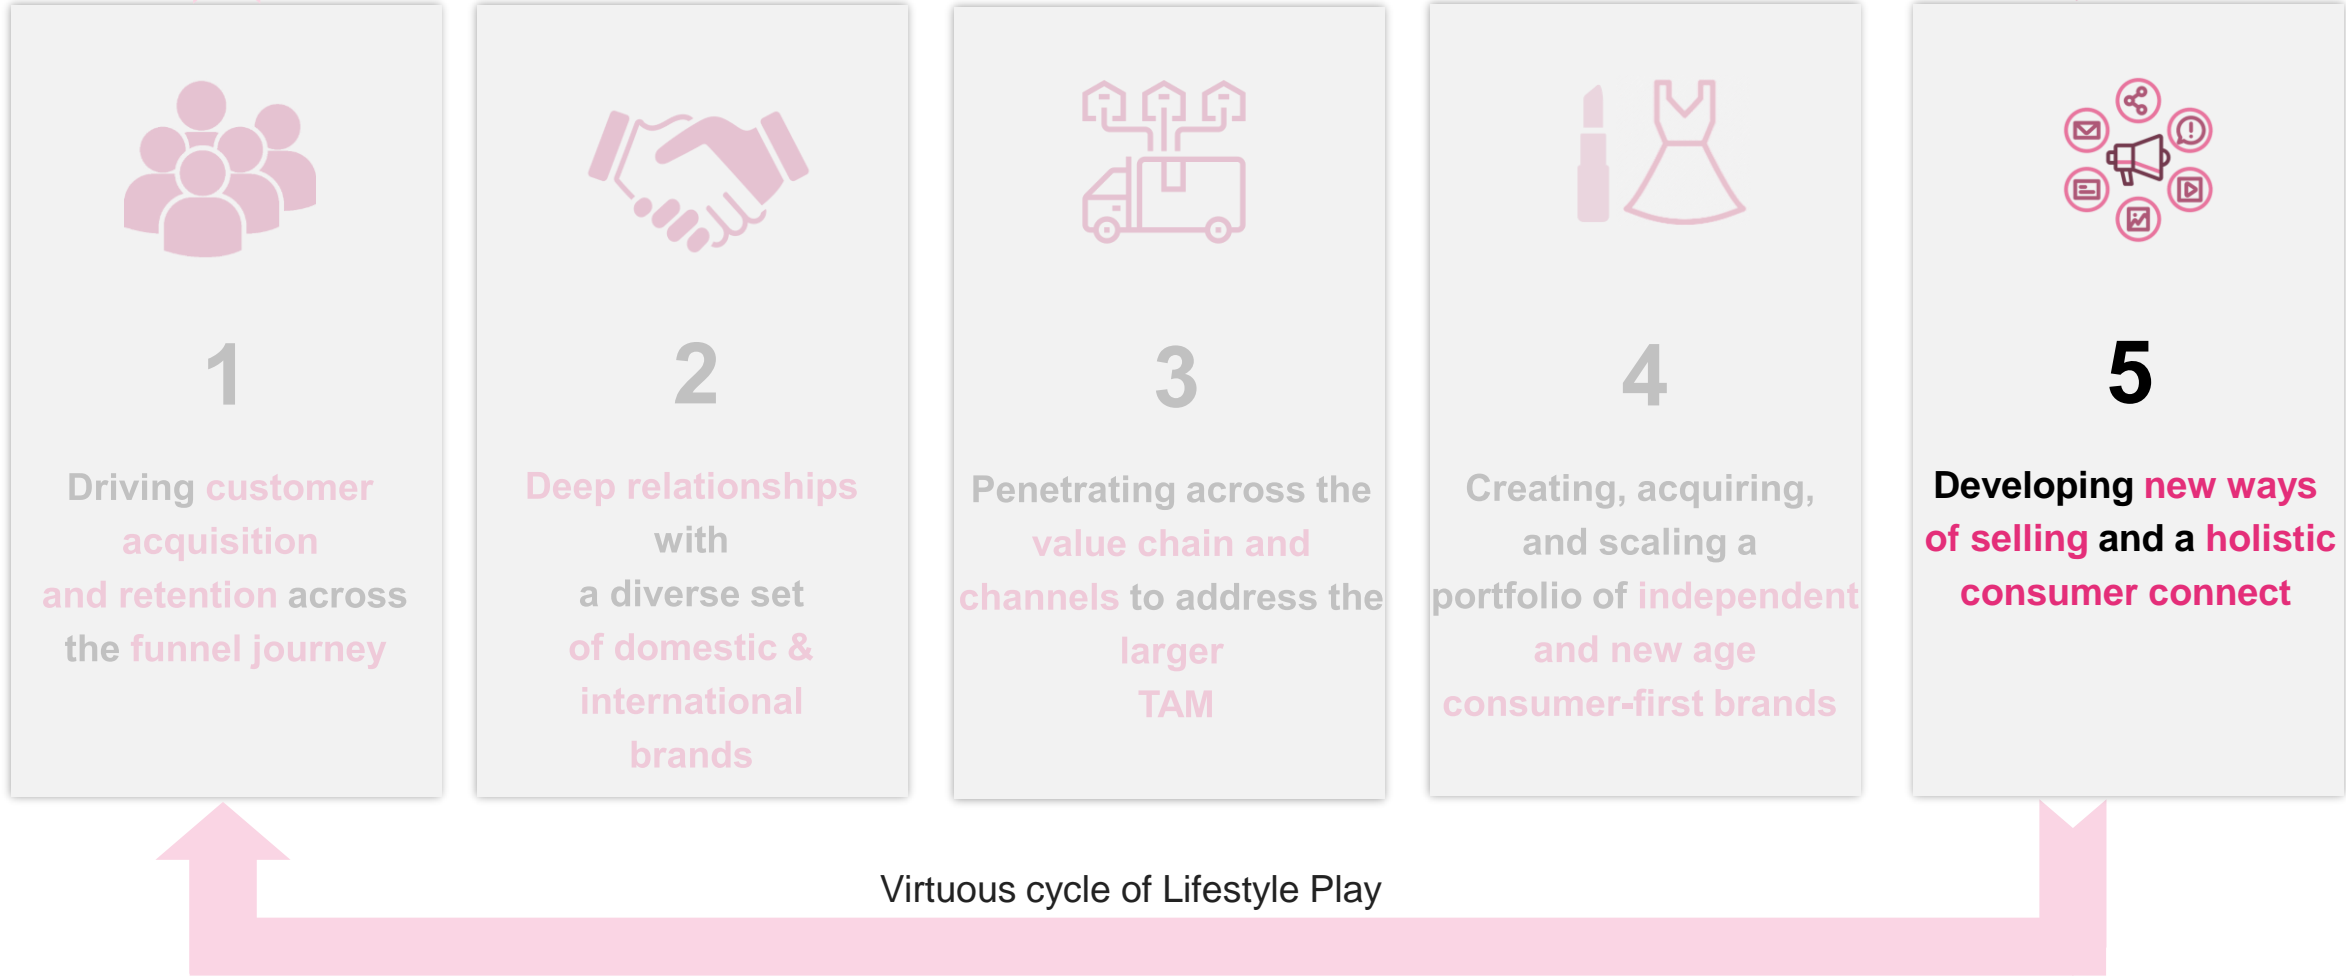 1
Driving customer
acquisition
and retention across
the funnel journey
2
Deep relationships
with
a diverse set
of domestic &
international
brands
3
Penetrating across the
value chain and
channels to address the
larger
TAM
4
Creating, acquiring,
and scaling a
portfolio of independent
and new age
consumer-first brands
5
Developing new ways
of selling and a holistic
consumer connect
Virtuous cycle of Lifestyle Play